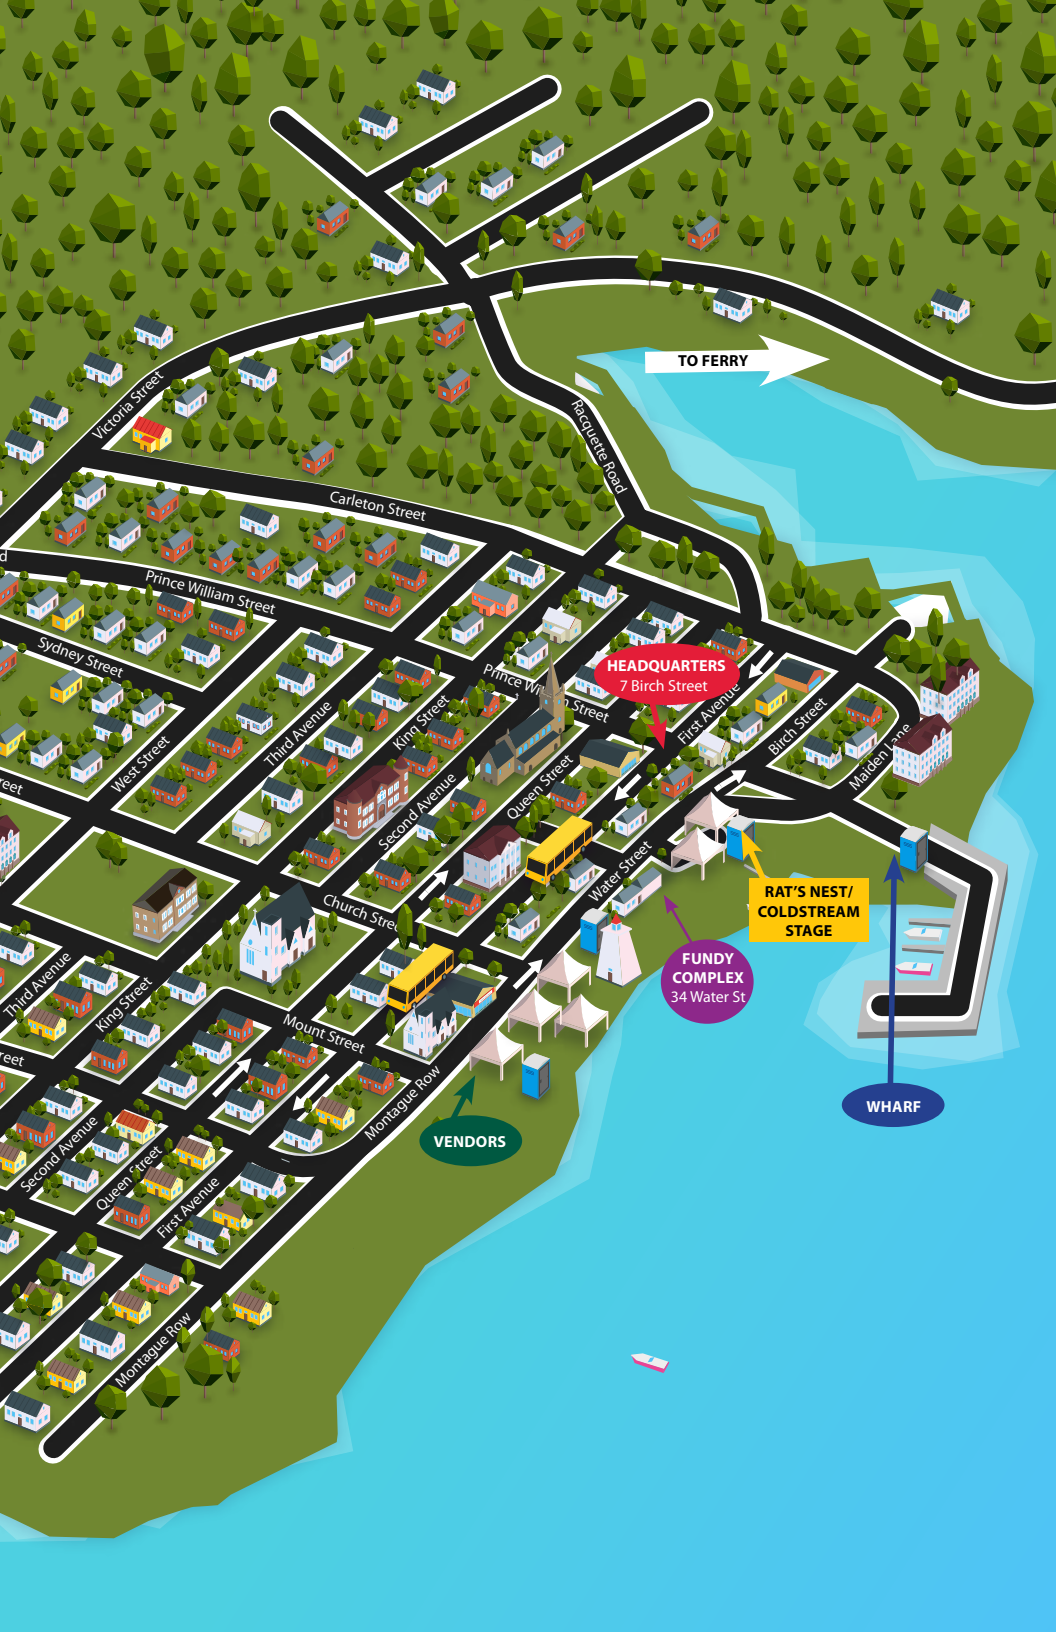 TO FERRY
Victoria Street
Racquette Road
Carleton Street
d
Prince William Street
Sydney Street
HEADQUARTERS
7 Birch Street
Prince W
n Street
First Avenue
Birch Street
Third Avenue
King Street
West Street
Maiden Lane
Queen Street
reet
Second Avenue
Water Street
RAT'S NEST/
COLDSTREAM
STAGE
Church Stre
FUNDY
COMPLEX
34 Water St
Third Avenue
King Street
Mount Street
reet
WHARF
Montague Row
VENDORS
Second Avenue
Queen Street
First Avenue
Montague Row